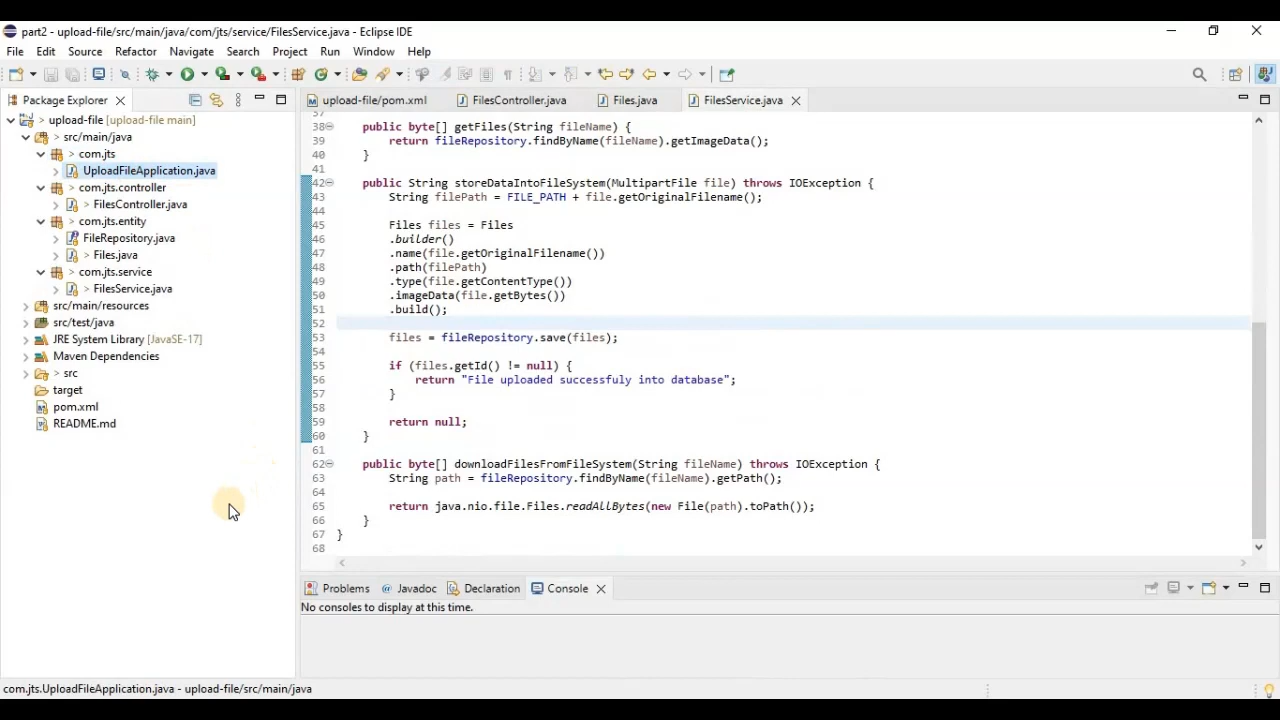 part2 - upload-file/src/main/java/com/jts/service/FilesService.java - Eclipse IDE
File Edit Source Refactor Navigate Search Project Run Window Help
Package Explorer
upload-file/pom.xml FilesController.java Files.java FilesService.java
> upload-file [upload-file main]
> src/main/java
> com.jts
UploadFileApplication.java
> com.jts.controller
> FilesController.java
> com.jts.entity
FileRepository.java
> Files.java
> com.jts.service
> FilesService.java
src/main/resources
src/test/java
JRE System Library [JavaSE-17]
Maven Dependencies
> src
target
pom.xml
README.md
37
38 public byte[] getFiles(String fileName) {
39 return fileRepository.findByName(fileName).getImageData();
40 }
41
42 public String storeDataIntoFileSystem(MultipartFile file) throws IOException {
43 String filePath = FILE_PATH + file.getOriginalFilename();
44
45 Files files = Files
46 .builder()
47 .name(file.getOriginalFilename())
48 .path(filePath)
49 .type(file.getContentType())
50 .imageData(file.getBytes())
51 .build();
52
53 files = fileRepository.save(files);
54
55 if (files.getId() != null) {
56 return "File uploaded successfuly into database";
57 }
58
59 return null;
60 }
61
62 public byte[] downloadFilesFromFileSystem(String fileName) throws IOException {
63 String path = fileRepository.findByName(fileName).getPath();
64
65 return java.nio.file.Files.readAllBytes(new File(path).toPath());
66 }
67 }
68
Problems @ Javadoc Declaration Console
No consoles to display at this time.
com.jts.UploadFileApplication.java - upload-file/src/main/java